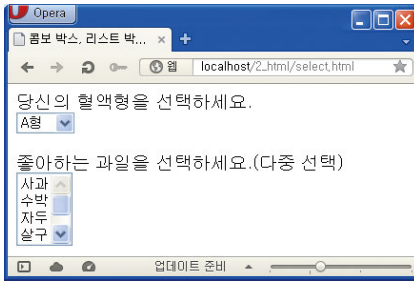 Opera
콤보 박스, 리스트 박...
웹 localhost/2_html/select.html
당신의 혈액형을 선택하세요.
A형
좋아하는 과일을 선택하세요.(다중 선택)
사과
수박
자두
살구
업데이트 준비